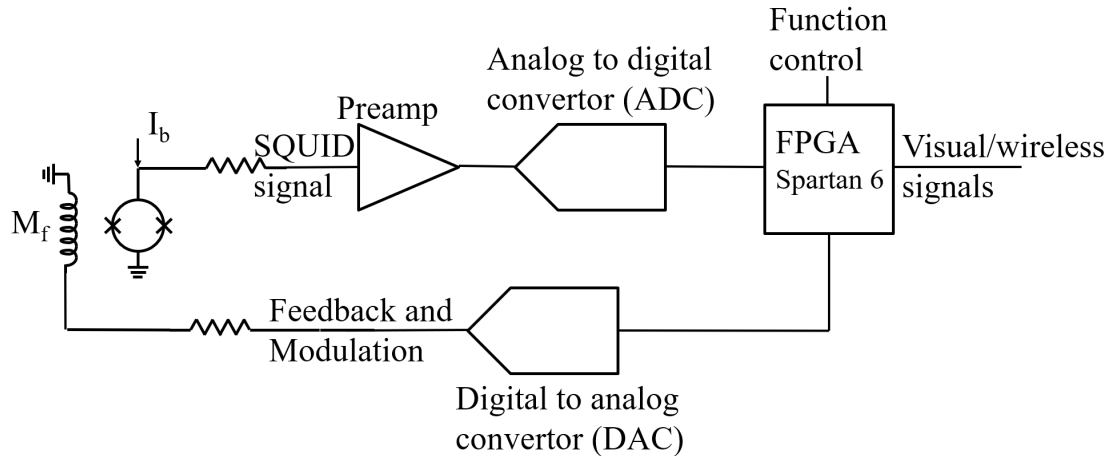 Function
control
Analog to digital
convertor (ADC)
Preamp
I_b
SQUID
signal
FPGA
Spartan 6
Visual/wireless
signals
M_f
Feedback and
Modulation
Digital to analog
convertor (DAC)